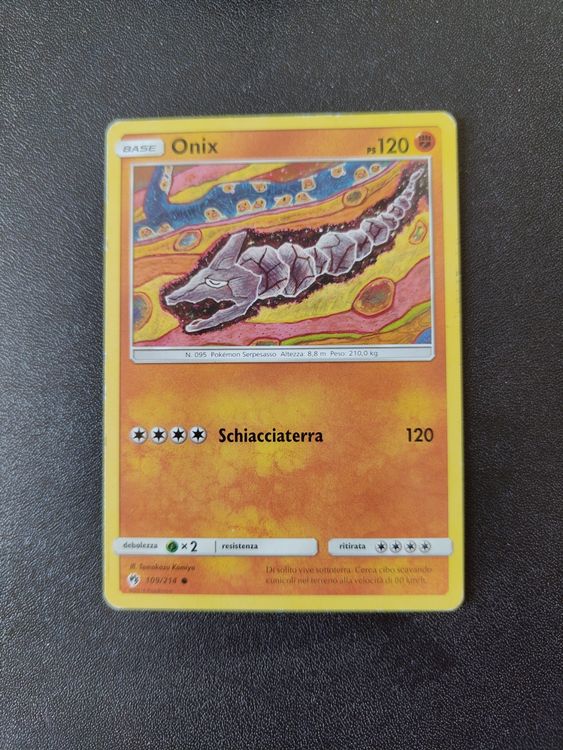 BASE Onix PS 120
N. 095 Pokémon Serpesasso Altezza: 8,8 m Peso: 210,0 kg
Schiacciaterra 120
debolezza ×2 resistenza ritirata
Ill. Tomokazu Komiya
109/214
Di solito vive sottoterra. Cerca cibo scavando
cunicoli nel terreno alla velocità di 80 km/h.